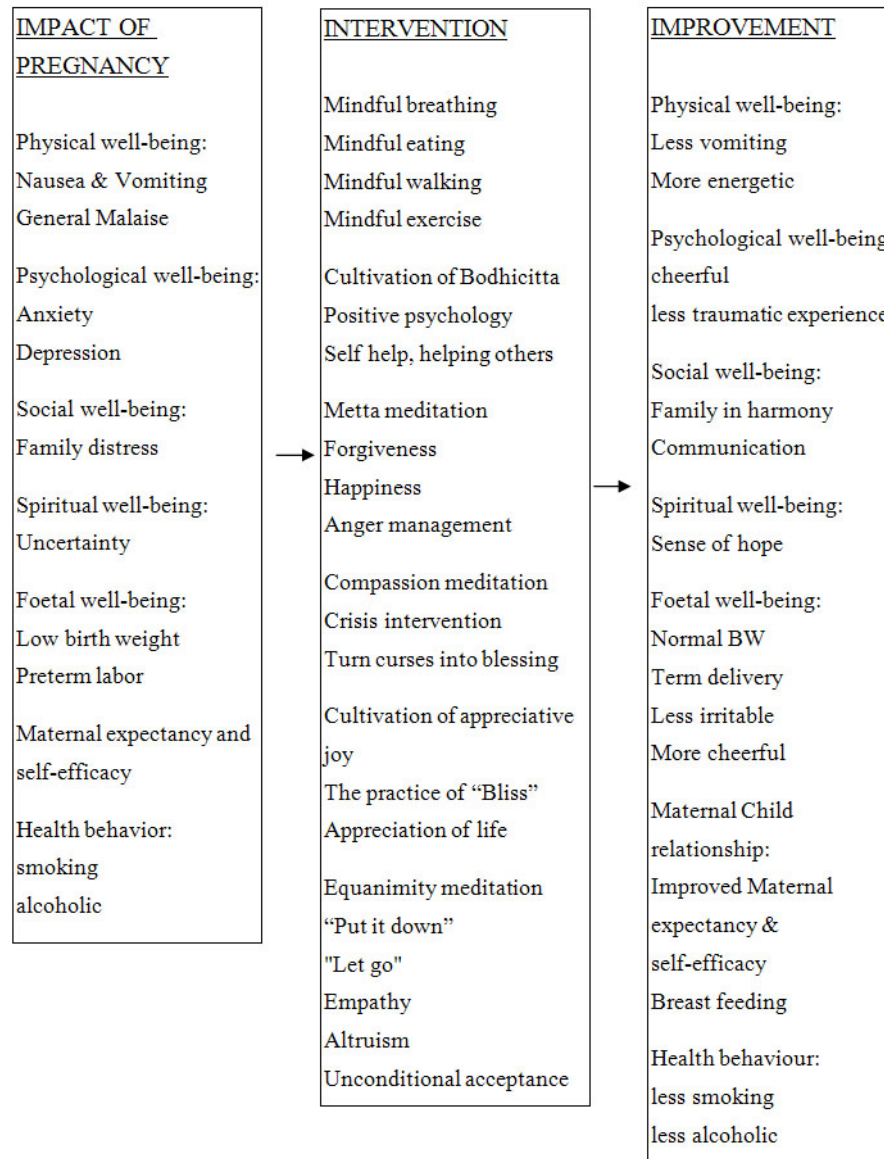 IMPACT OF
PREGNANCY
Physical well-being:
Nausea & Vomiting
General Malaise
Psychological well-being:
Anxiety
Depression
Social well-being:
Family distress
Spiritual well-being:
Uncertainty
Foetal well-being:
Low birth weight
Preterm labor
Maternal expectancy and
self-efficacy
Health behavior:
smoking
alcoholic
INTERVENTION
Mindful breathing
Mindful eating
Mindful walking
Mindful exercise
Cultivation of Bodhicitta
Positive psychology
Self help, helping others
Metta meditation
Forgiveness
Happiness
Anger management
Compassion meditation
Crisis intervention
Turn curses into blessing
Cultivation of appreciative
joy
The practice of “Bliss”
Appreciation of life
Equanimity meditation
“Put it down”
"Let go"
Empathy
Altruism
Unconditional acceptance
IMPROVEMENT
Physical well-being:
Less vomiting
More energetic
Psychological well-being
cheerful
less traumatic experience
Social well-being:
Family in harmony
Communication
Spiritual well-being:
Sense of hope
Foetal well-being:
Normal BW
Term delivery
Less irritable
More cheerful
Maternal Child
relationship:
Improved Maternal
expectancy &
self-efficacy
Breast feeding
Health behaviour:
less smoking
less alcoholic